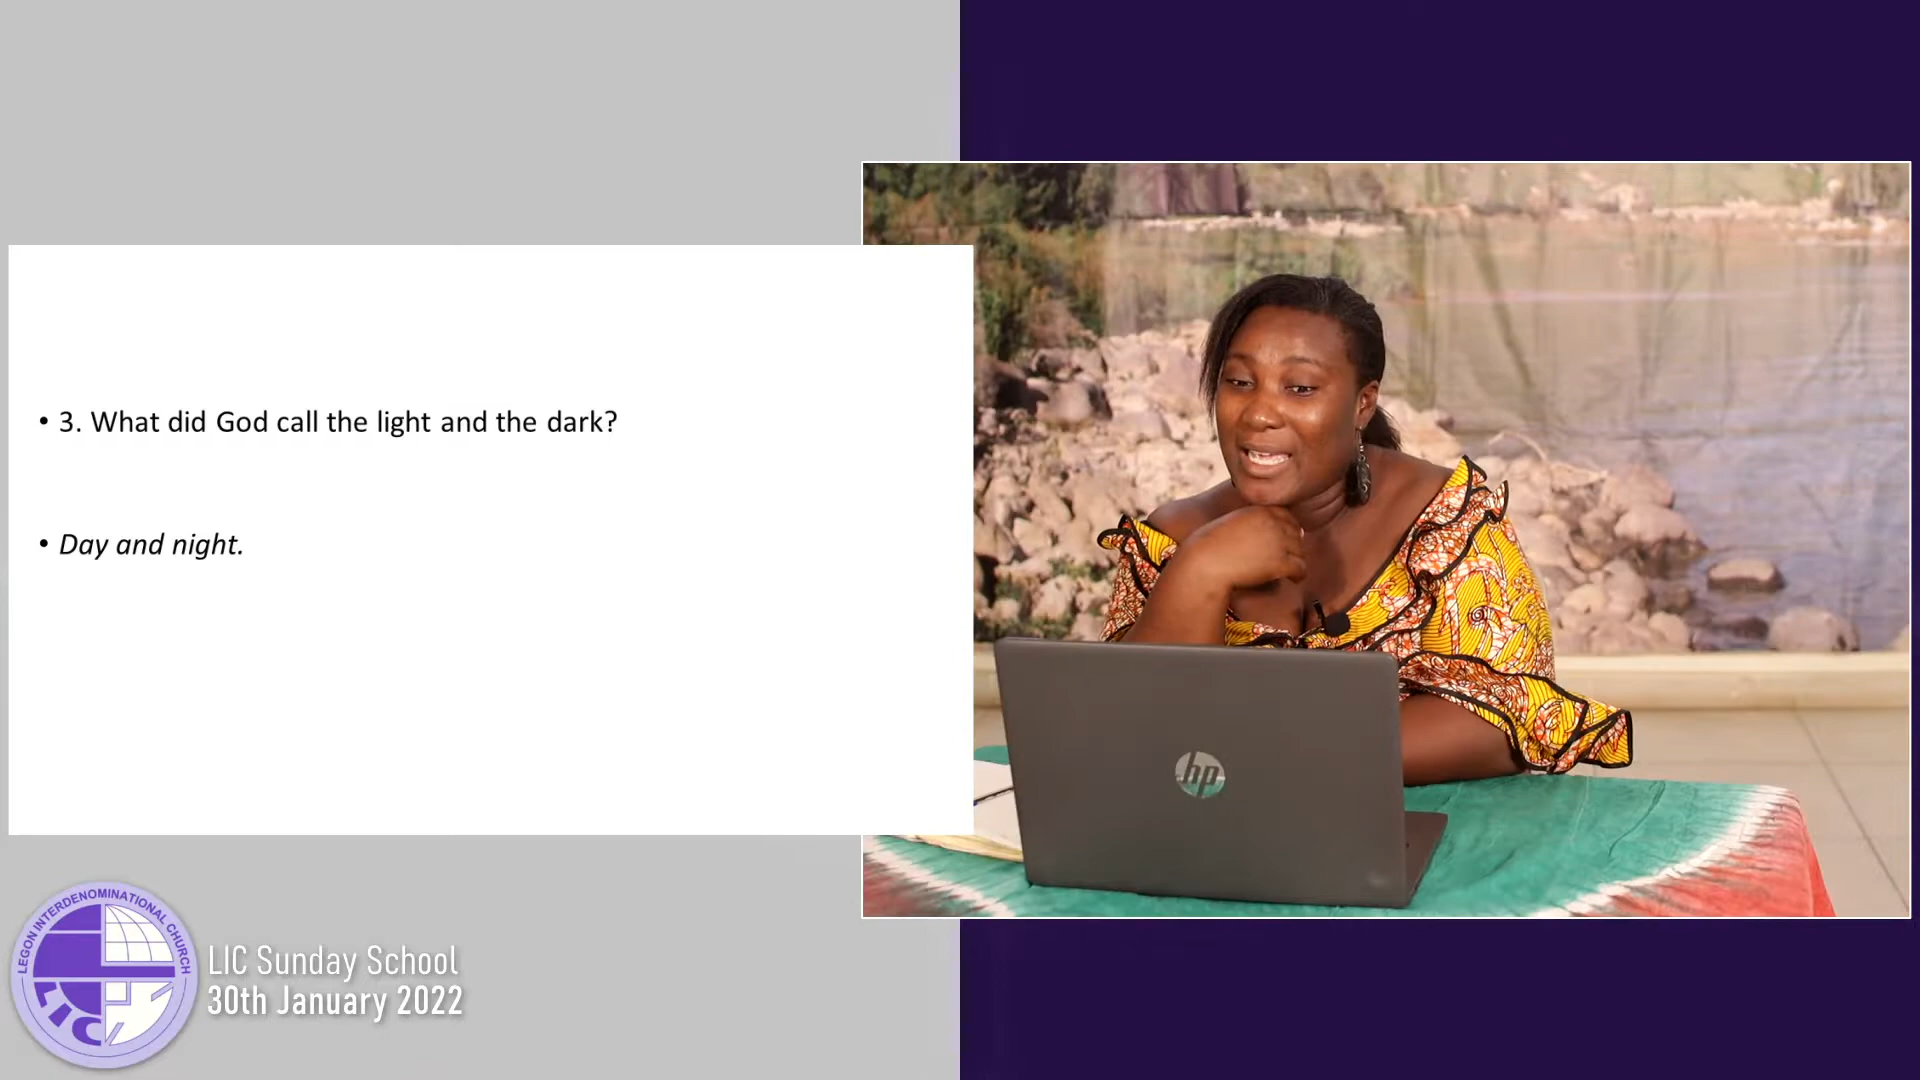 • 3. What did God call the light and the dark?
• Day and night.
hp
LEGON INTERDENOMINATIONAL CHURCH
LIC
LIC Sunday School
30th January 2022